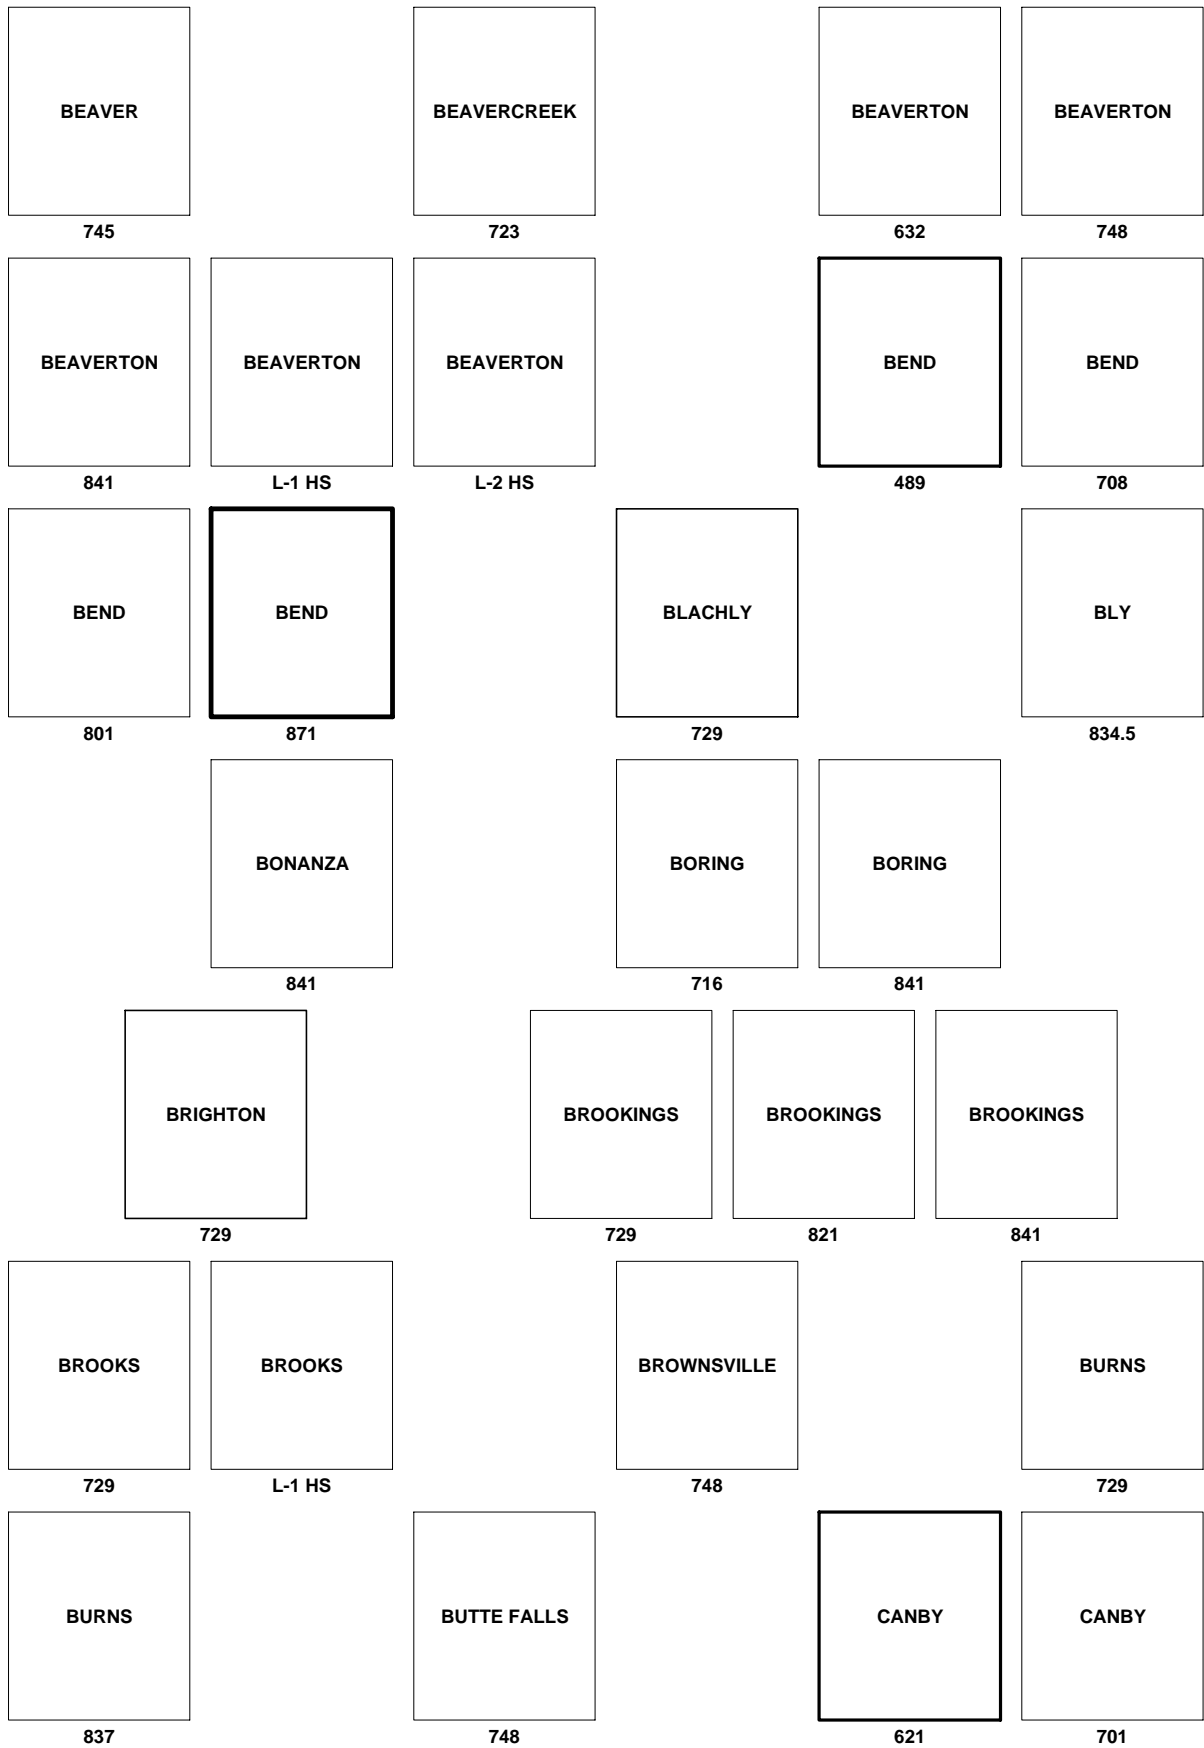 BEAVER
BEAVERCREEK
BEAVERTON
BEAVERTON
745
723
632
748
BEAVERTON
BEAVERTON
BEAVERTON
BEND
BEND
841
L-1 HS
L-2 HS
489
708
BEND
BEND
BLACHLY
BLY
801
871
729
834.5
BONANZA
BORING
BORING
841
716
841
BRIGHTON
BROOKINGS
BROOKINGS
BROOKINGS
729
729
821
841
BROOKS
BROOKS
BROWNSVILLE
BURNS
729
L-1 HS
748
729
BURNS
BUTTE FALLS
CANBY
CANBY
837
748
621
701